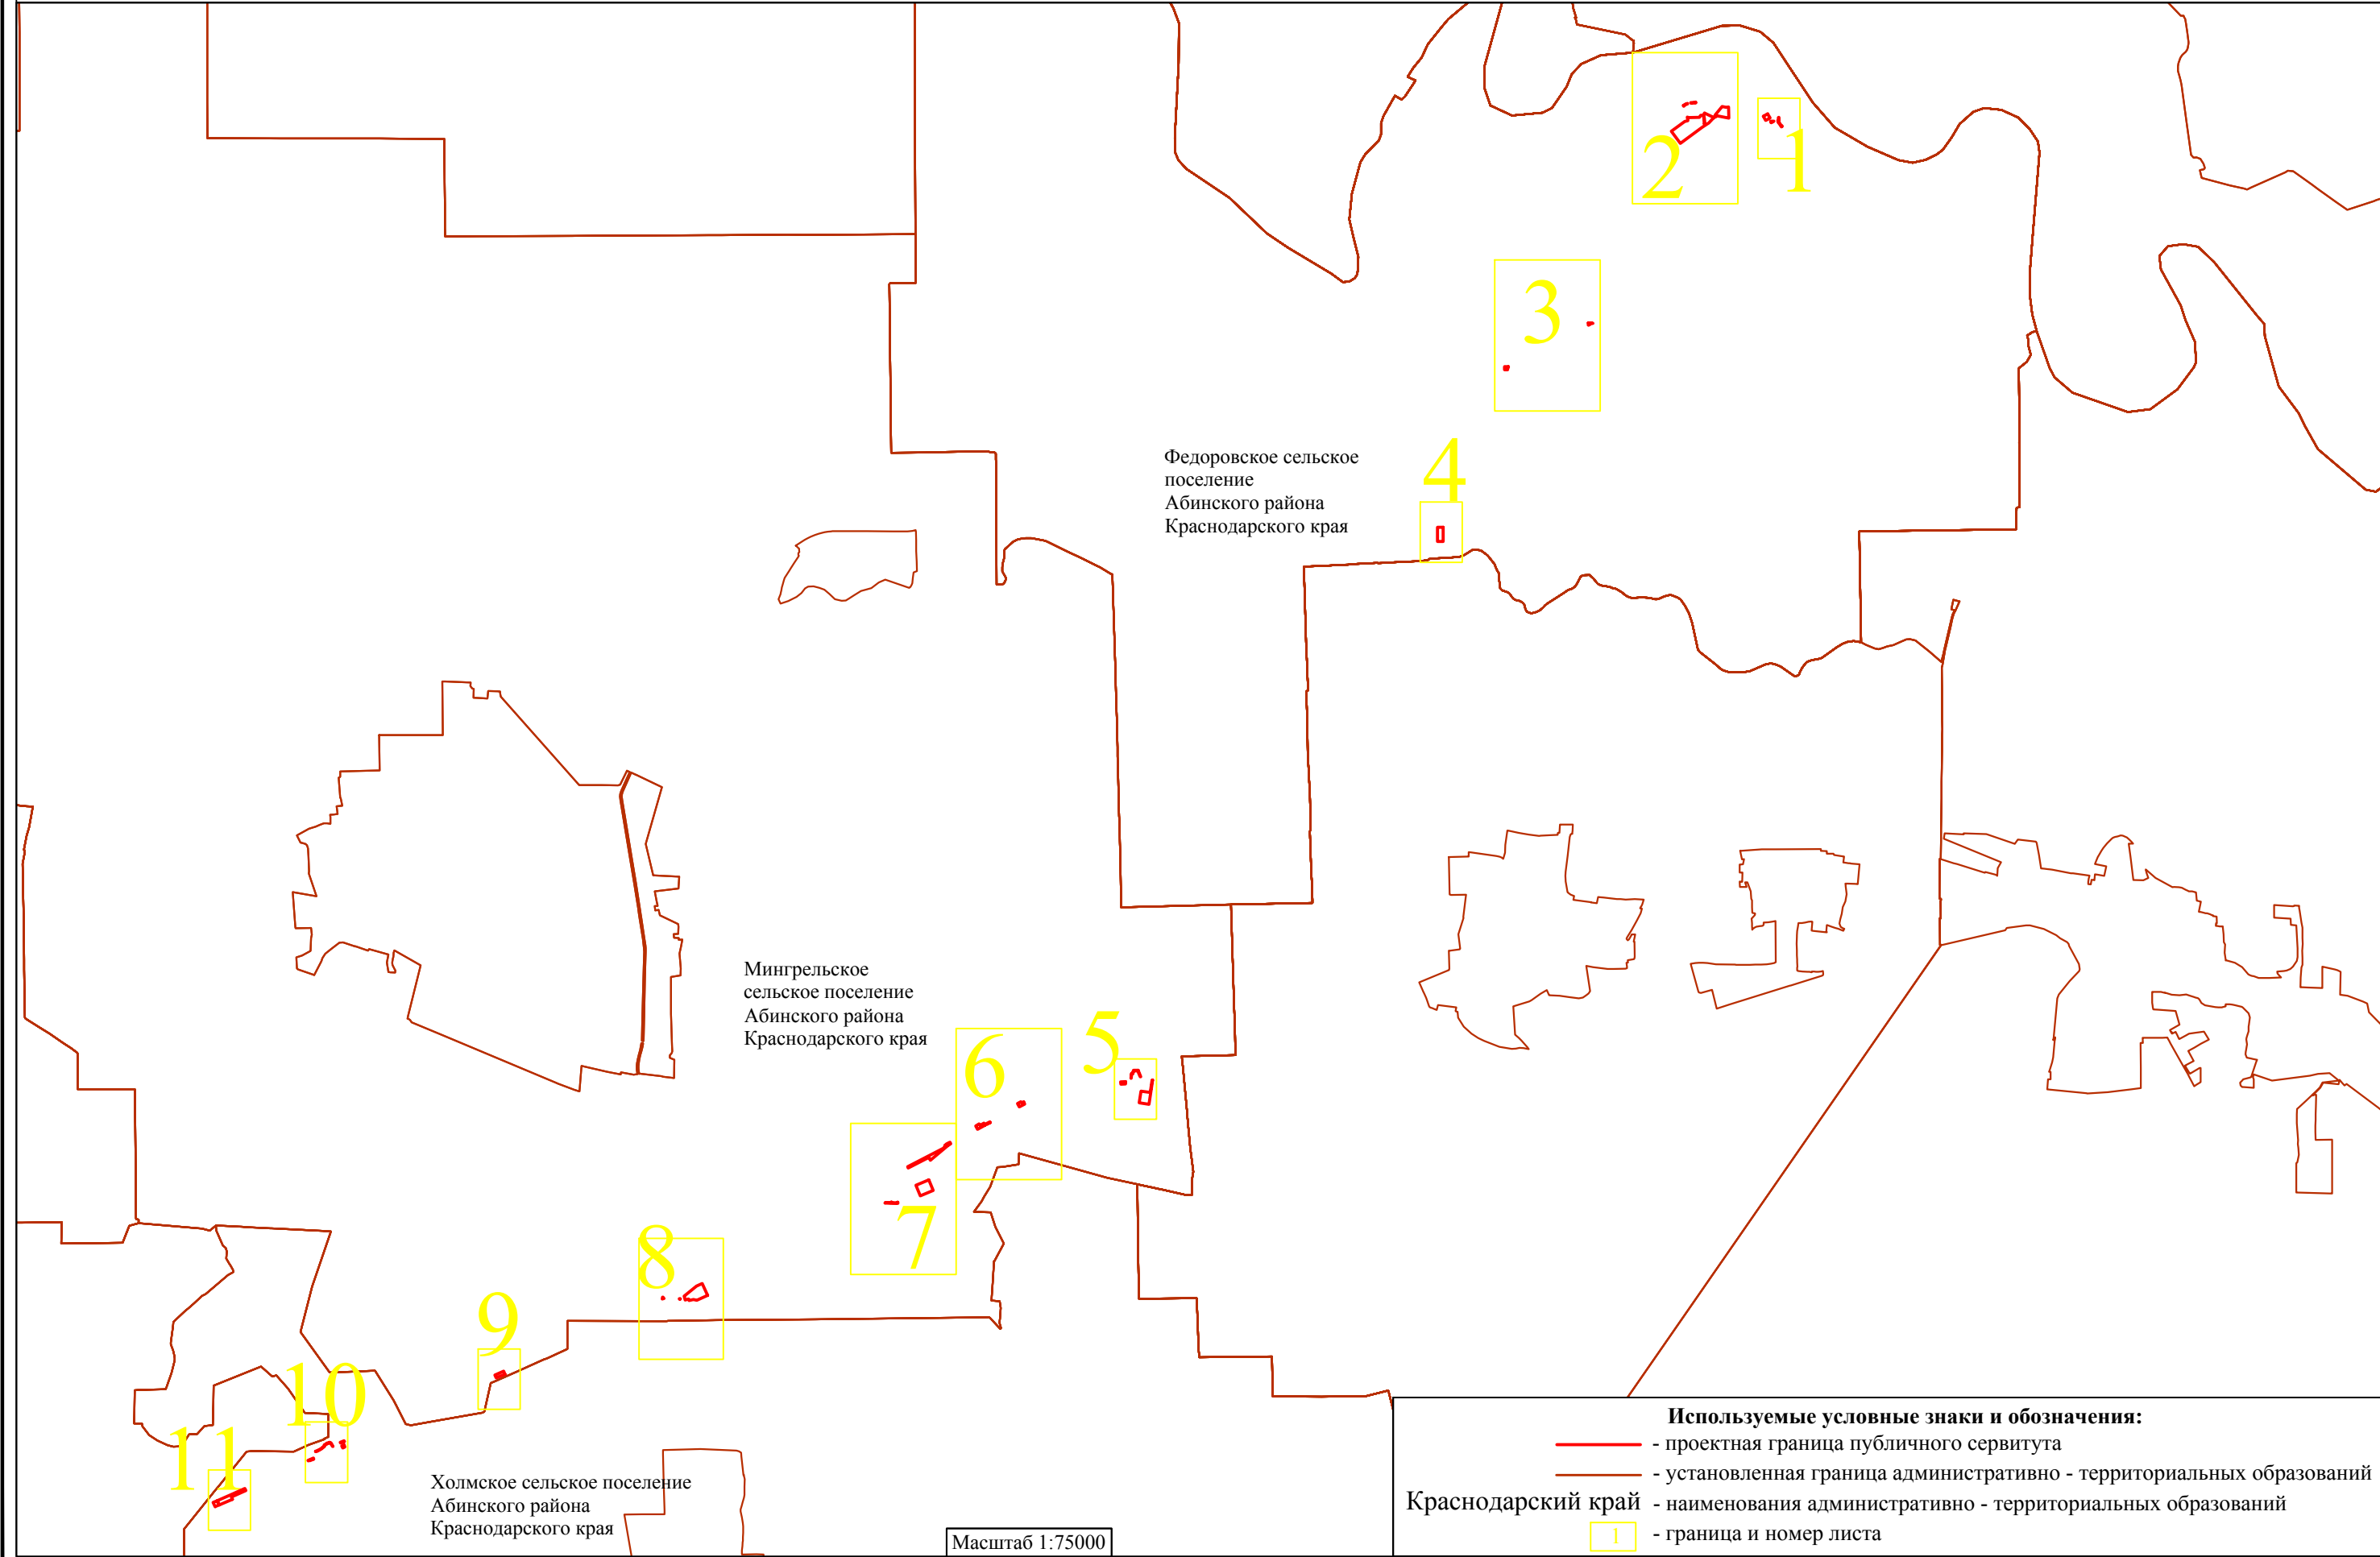 2
1
3
4
Федоровское сельское
поселение
Абинского района
Краснодарского края
Мингрельское
сельское поселение
Абинского района
Краснодарского края
5
6
7
8
9
10
11
Холмское сельское поселение
Абинского района
Краснодарского края
Масштаб 1:75000
Используемые условные знаки и обозначения:
- проектная граница публичного сервитута
- установленная граница административно - территориальных образований
Краснодарский край - наименования административно - территориальных образований
1 - граница и номер листа